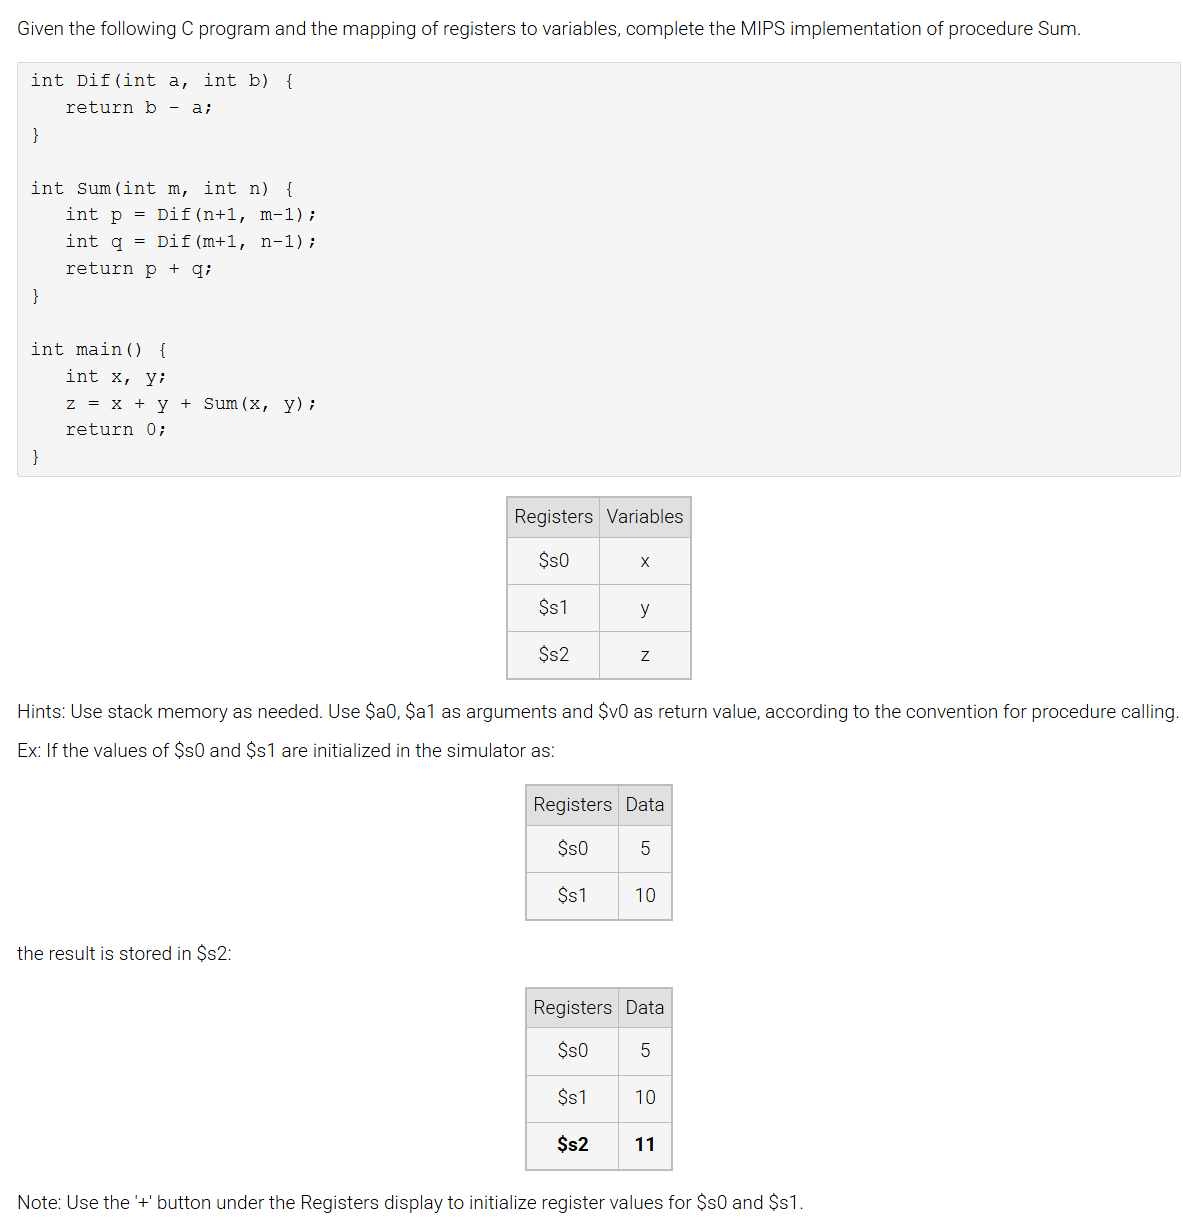 Given the following C program and the mapping of registers to variables, complete the MIPS implementation of procedure Sum.
int Dif(int a, int b) {
   return b - a;
}
int Sum(int m, int n) {
   int p = Dif(n+1, m-1);
   int q = Dif(m+1, n-1);
   return p + q;
}
int main() {
   int x, y;
   z = x + y + Sum(x, y);
   return 0;
}
Registers Variables
$s0 x
$s1 y
$s2 z
Hints: Use stack memory as needed. Use $a0, $a1 as arguments and $v0 as return value, according to the convention for procedure calling.
Ex: If the values of $s0 and $s1 are initialized in the simulator as:
Registers Data
$s0 5
$s1 10
the result is stored in $s2:
Registers Data
$s0 5
$s1 10
$s2 11
Note: Use the '+' button under the Registers display to initialize register values for $s0 and $s1.